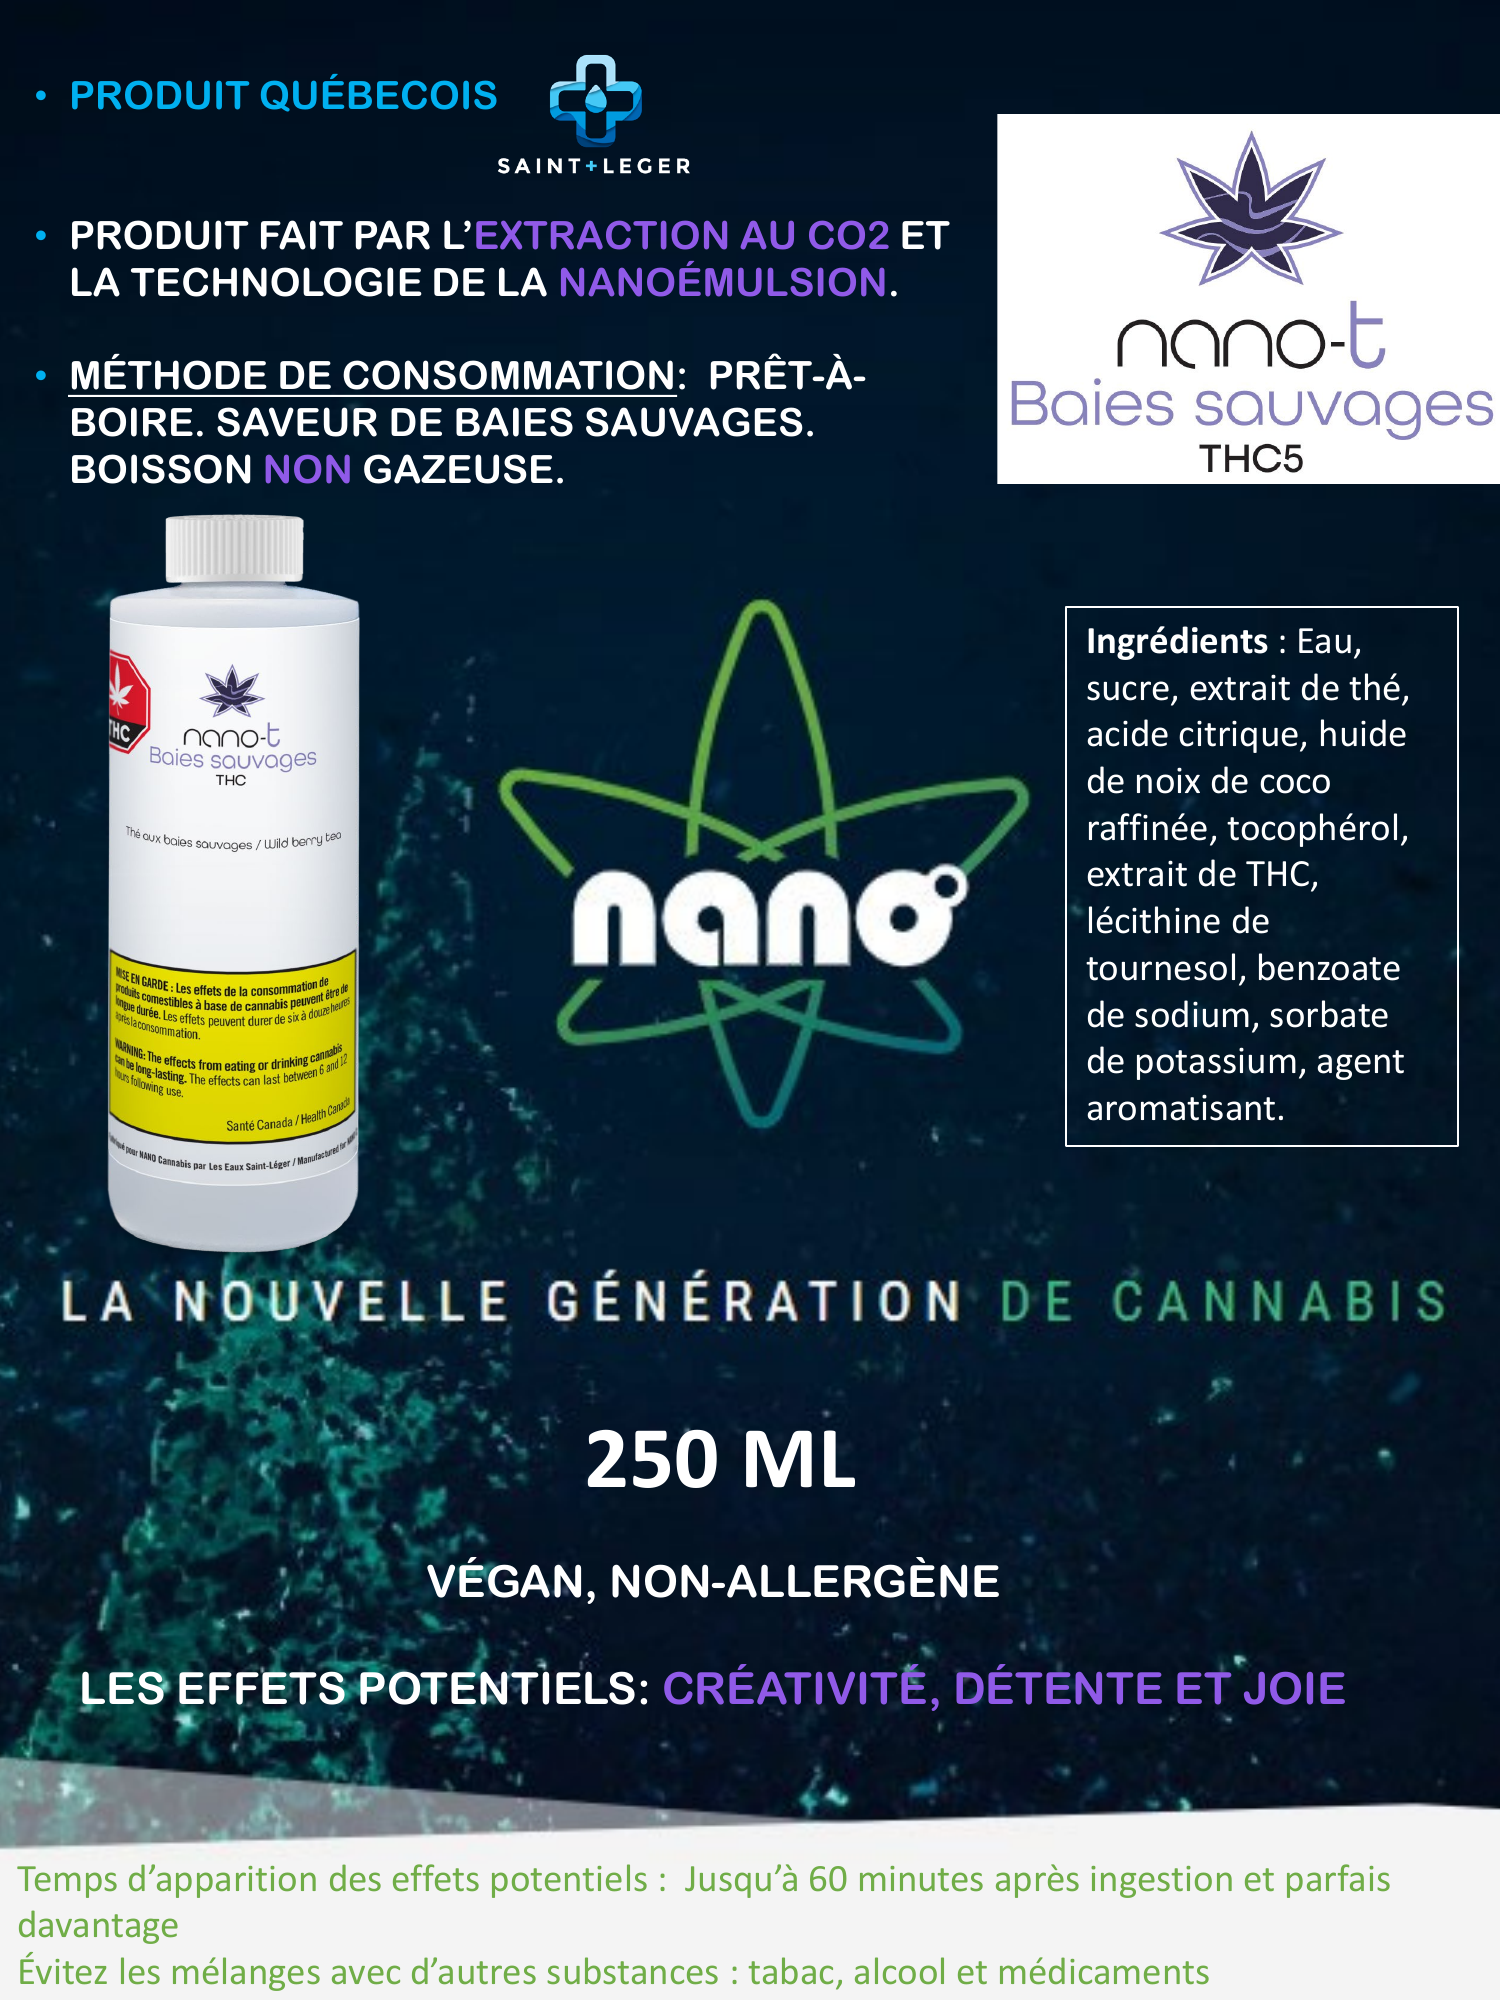 • PRODUIT QUÉBECOIS
SAINT+LEGER
• PRODUIT FAIT PAR L’EXTRACTION AU CO2 ET
LA TECHNOLOGIE DE LA NANOÉMULSION.
• MÉTHODE DE CONSOMMATION: PRÊT-À-
BOIRE. SAVEUR DE BAIES SAUVAGES.
BOISSON NON GAZEUSE.
nano-t
Baies sauvages
THC5
THC
nano-t
Baies sauvages
THC
Thé aux baies sauvages / Wild berry tea
MISE EN GARDE : Les effets de la consommation de
produits comestibles à base de cannabis peuvent être de
longue durée. Les effets peuvent durer de six à douze heures
après la consommation.
WARNING: The effects from eating or drinking cannabis
can be long-lasting. The effects can last between 6 and 12
hours following use.
Santé Canada / Health Canada
pour NANO Cannabis par Les Eaux Saint-Léger / Manufactured for
nano
Ingrédients : Eau,
sucre, extrait de thé,
acide citrique, huide
de noix de coco
raffinée, tocophérol,
extrait de THC,
lécithine de
tournesol, benzoate
de sodium, sorbate
de potassium, agent
aromatisant.
LA NOUVELLE GÉNÉRATION DE CANNABIS
250 ML
VÉGAN, NON-ALLERGÈNE
LES EFFETS POTENTIELS: CRÉATIVITÉ, DÉTENTE ET JOIE
Temps d’apparition des effets potentiels : Jusqu’à 60 minutes après ingestion et parfais
davantage
Évitez les mélanges avec d’autres substances : tabac, alcool et médicaments